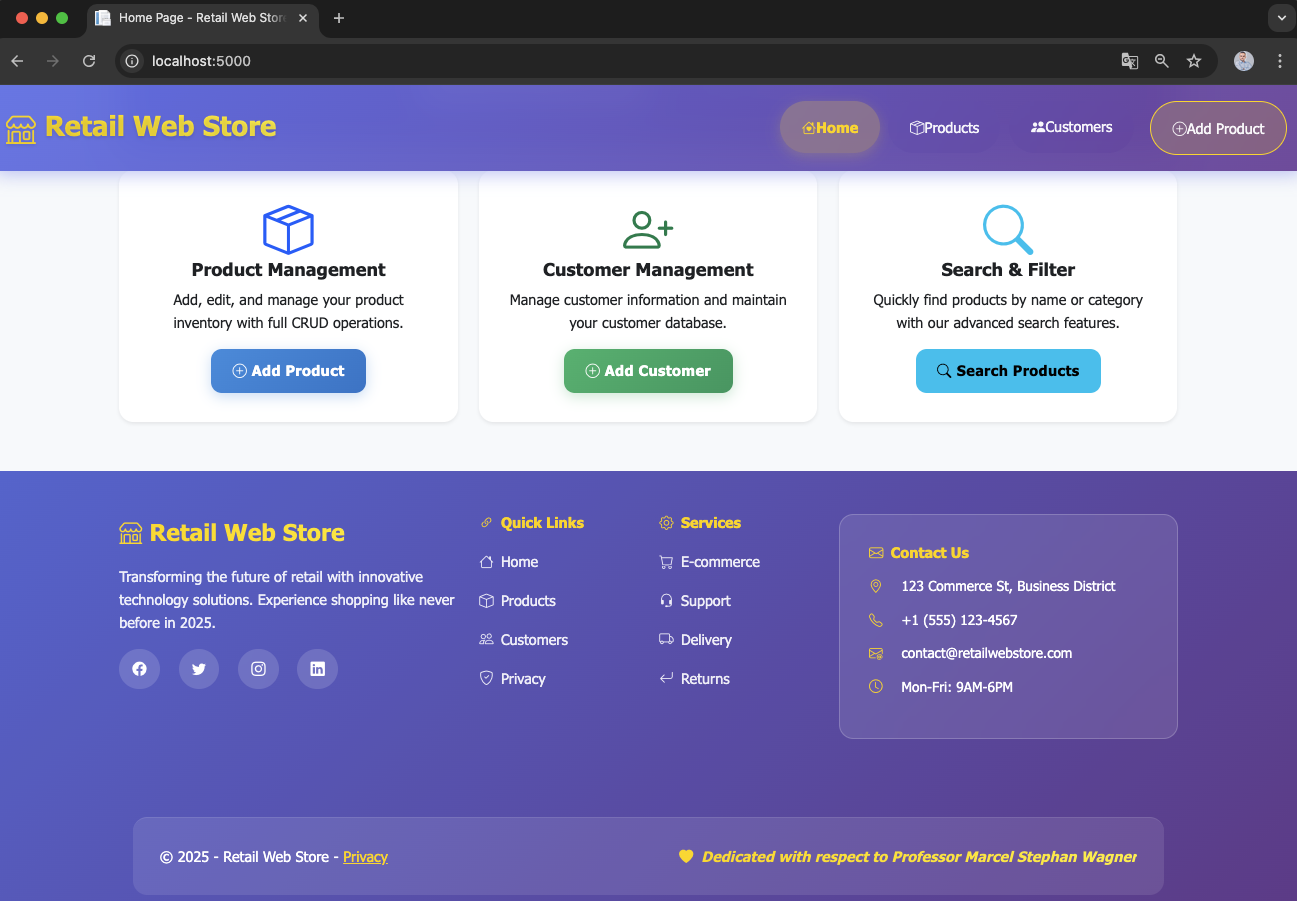 Home Page - Retail Web Stor
localhost:5000
Retail Web Store
Home
Products
Customers
Add Product
Product Management
Add, edit, and manage your product
inventory with full CRUD operations.
Add Product
Customer Management
Manage customer information and maintain
your customer database.
Add Customer
Search & Filter
Quickly find products by name or category
with our advanced search features.
Search Products
Retail Web Store
Transforming the future of retail with innovative
technology solutions. Experience shopping like never
before in 2025.
Quick Links
Home
Products
Customers
Privacy
Services
E-commerce
Support
Delivery
Returns
Contact Us
123 Commerce St, Business District
+1 (555) 123-4567
contact@retailwebstore.com
Mon-Fri: 9AM-6PM
© 2025 - Retail Web Store - Privacy
Dedicated with respect to Professor Marcel Stephan Wagner